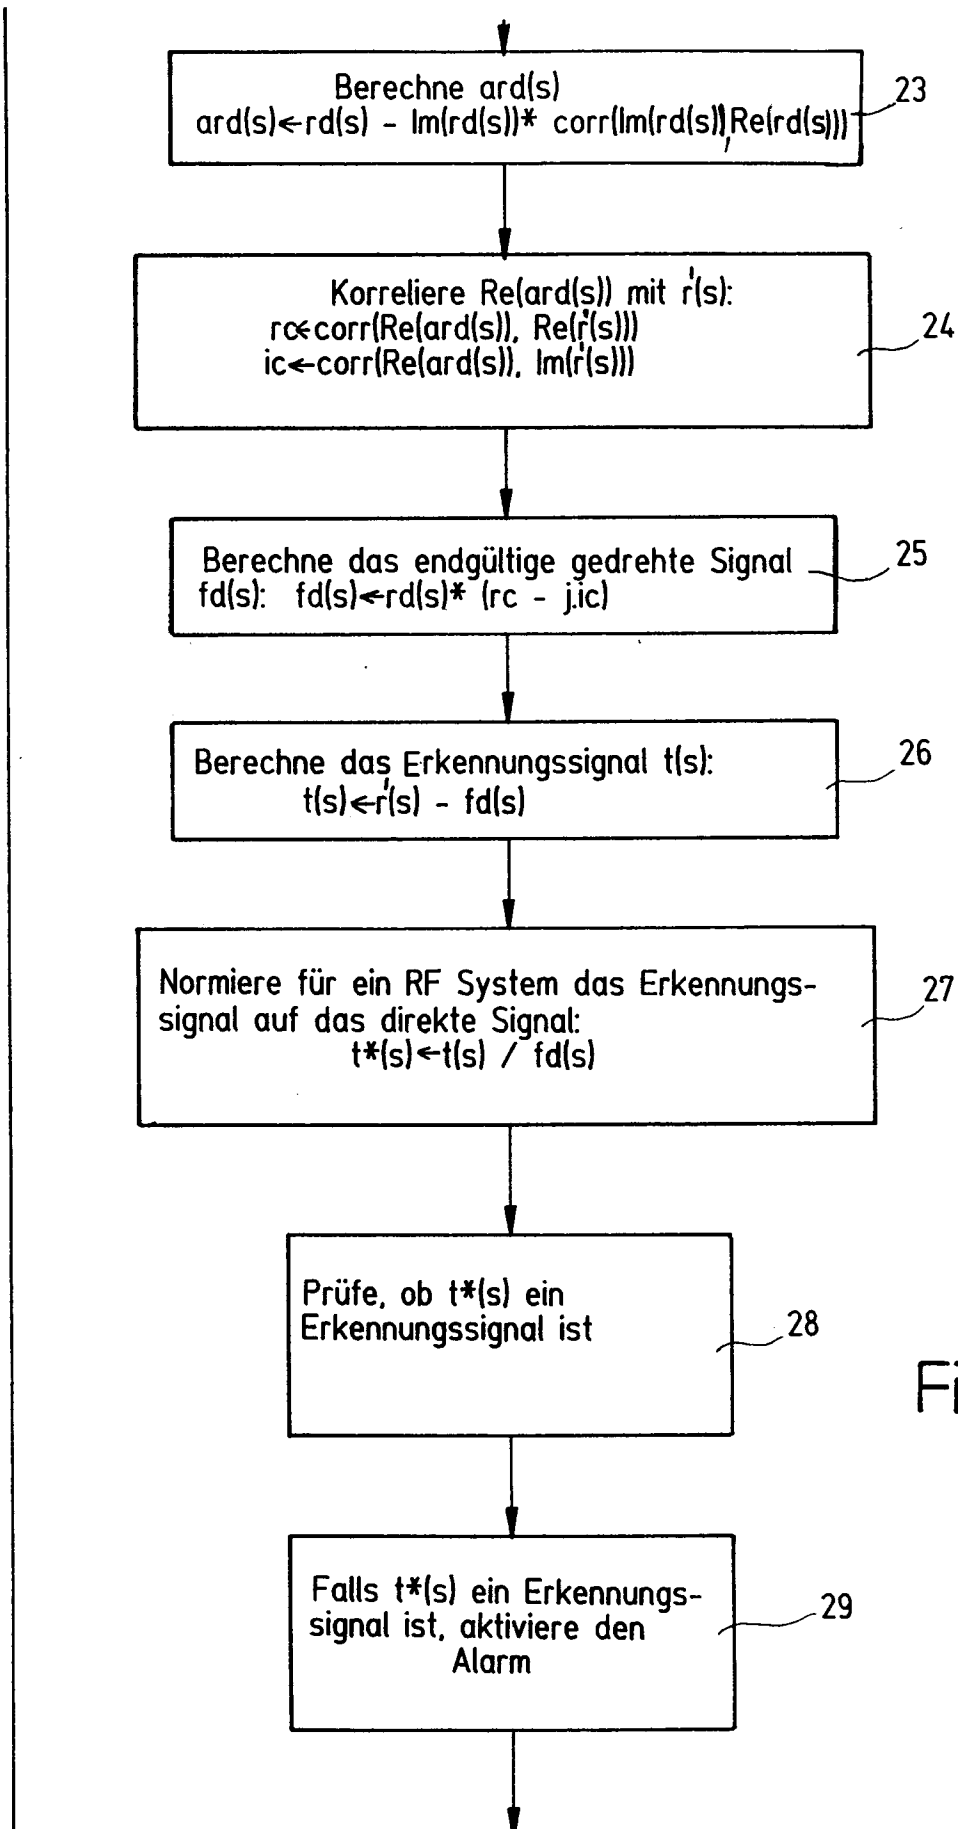 Berechne ard(s)
ard(s)←rd(s) - Im(rd(s))* corr(Im(rd(s)),Re(rd(s)))
23
Korreliere Re(ard(s)) mit r'(s):
rc←corr(Re(ard(s)), Re(r'(s)))
ic←corr(Re(ard(s)), Im(r'(s)))
24
Berechne das endgültige gedrehte Signal
fd(s): fd(s)←rd(s)* (rc - j.ic)
25
Berechne das Erkennungssignal t(s):
t(s)←r'(s) - fd(s)
26
Normiere für ein RF System das Erkennungs-
signal auf das direkte Signal:
t*(s)←t(s) / fd(s)
27
Prüfe, ob t*(s) ein
Erkennungssignal ist
28
Fi
Falls t*(s) ein Erkennungs-
signal ist, aktiviere den
Alarm
29